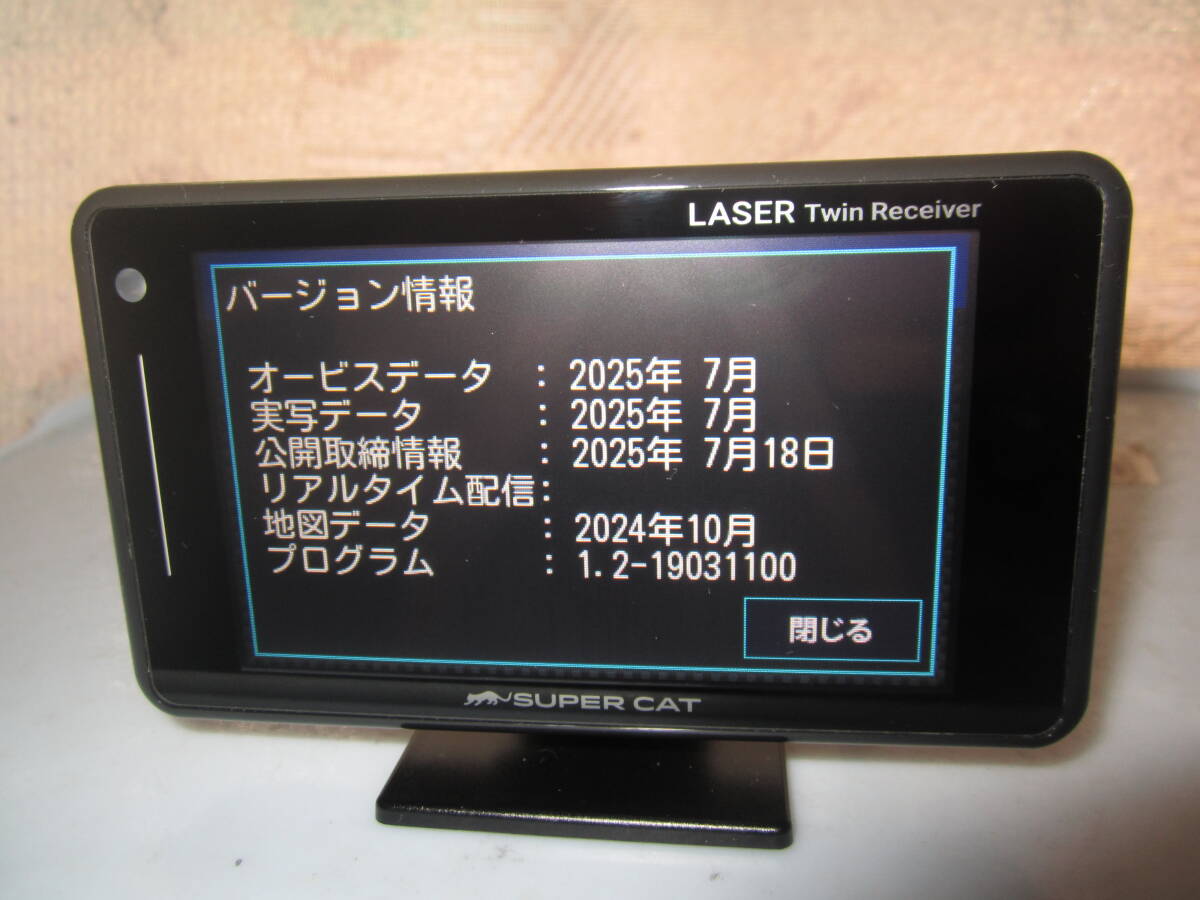 LASER Twin Receiver
バージョン情報
オービスデータ : 2025年 7月
実写データ : 2025年 7月
公開取締情報 : 2025年 7月18日
リアルタイム配信:
地図データ : 2024年10月
プログラム : 1.2-19031100
閉じる
SUPER CAT